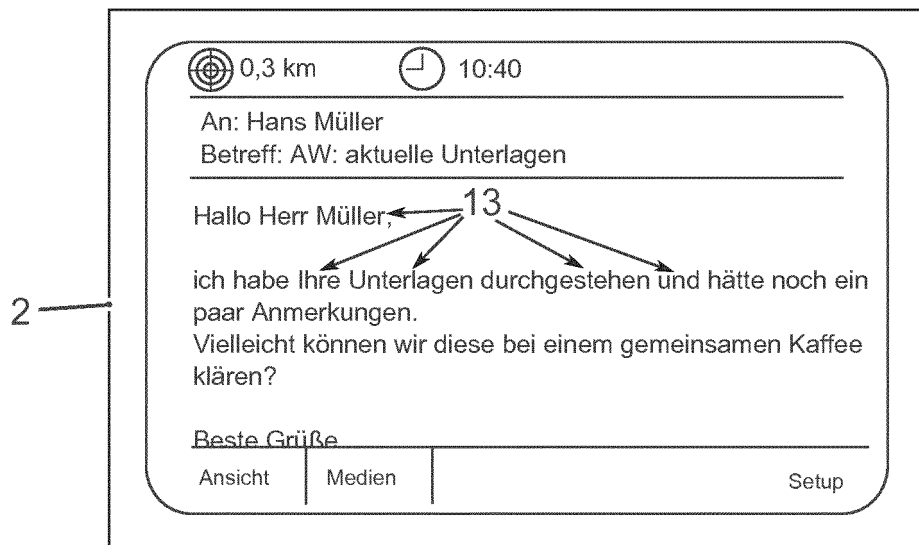 0,3 km 10:40
An: Hans Müller
Betreff: AW: aktuelle Unterlagen
13
Hallo Herr Müller,
ich habe Ihre Unterlagen durchgestehen und hätte noch ein
2
paar Anmerkungen.
Vielleicht können wir diese bei einem gemeinsamen Kaffee
klären?
Beste Grüße
Ansicht Medien Setup